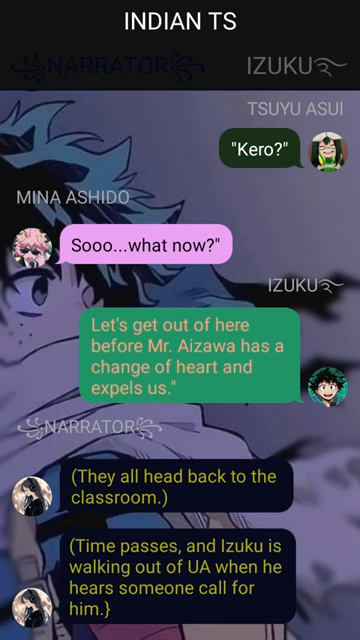 INDIAN TS
NARRATOR IZUKU
TSUYU ASUI
"Kero?"
MINA ASHIDO
Sooo...what now?"
IZUKU
Let's get out of here
before Mr. Aizawa has a
change of heart and
expels us."
NARRATOR
(They all head back to the
classroom.)
(Time passes, and Izuku is
walking out of UA when he
hears someone call for
him.}